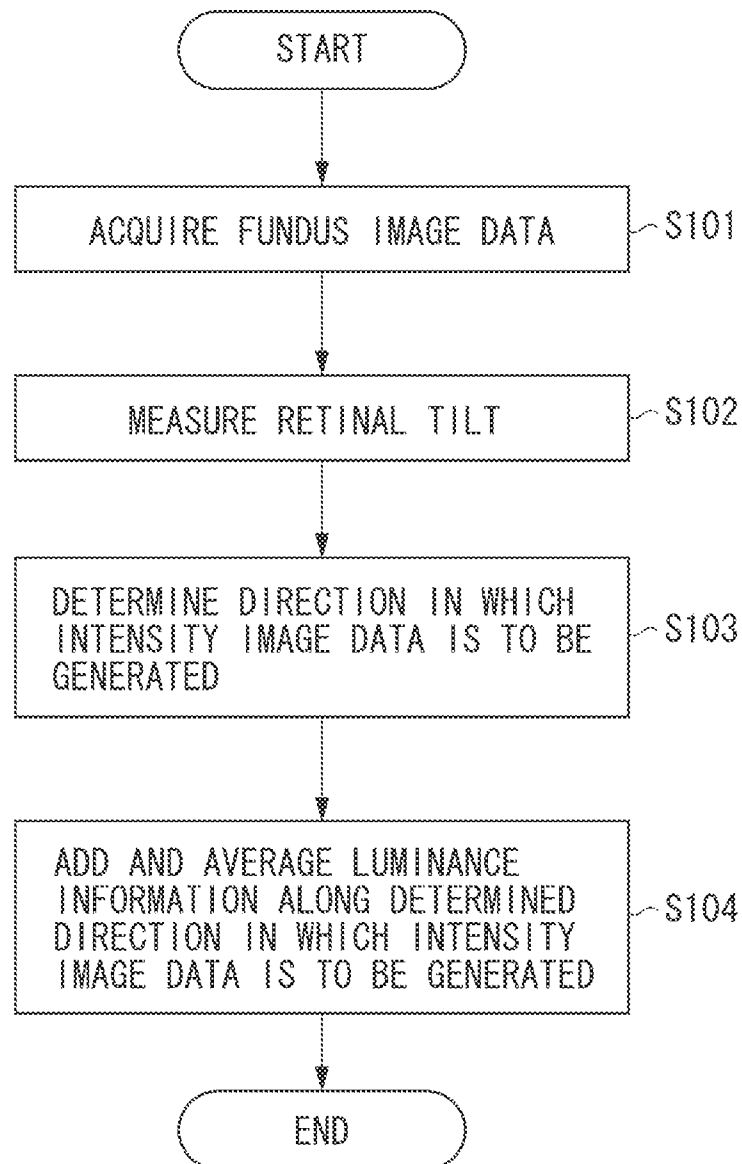 START
ACQUIRE FUNDUS IMAGE DATA
S101
MEASURE RETINAL TILT
S102
DETERMINE DIRECTION IN WHICH
INTENSITY IMAGE DATA IS TO BE
GENERATED
S103
ADD AND AVERAGE LUMINANCE
INFORMATION ALONG DETERMINED
DIRECTION IN WHICH INTENSITY
IMAGE DATA IS TO BE GENERATED
S104
END